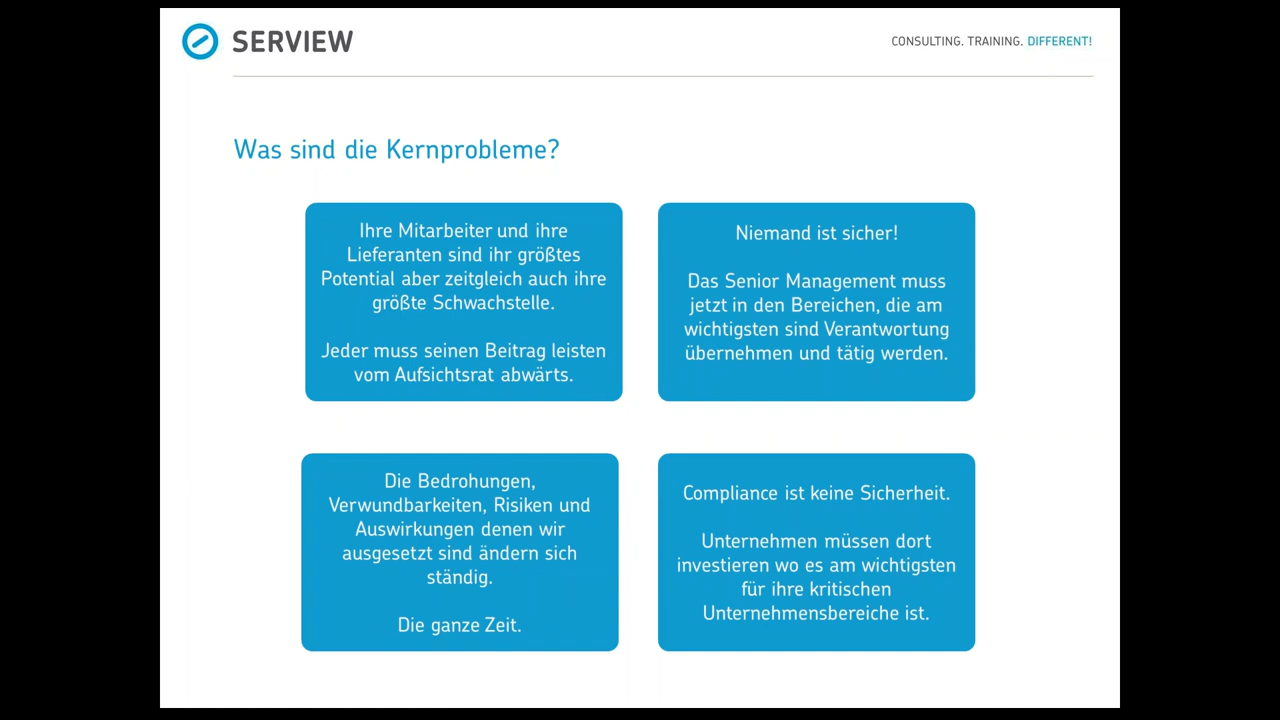 SERVIEW
CONSULTING. TRAINING. DIFFERENT!
Was sind die Kernprobleme?
Ihre Mitarbeiter und ihre
Lieferanten sind ihr größtes
Potential aber zeitgleich auch ihre
größte Schwachstelle.
Jeder muss seinen Beitrag leisten
vom Aufsichtsrat abwärts.
Niemand ist sicher!
Das Senior Management muss
jetzt in den Bereichen, die am
wichtigsten sind Verantwortung
übernehmen und tätig werden.
Die Bedrohungen,
Verwundbarkeiten, Risiken und
Auswirkungen denen wir
ausgesetzt sind ändern sich
ständig.
Die ganze Zeit.
Compliance ist keine Sicherheit.
Unternehmen müssen dort
investieren wo es am wichtigsten
für ihre kritischen
Unternehmensbereiche ist.